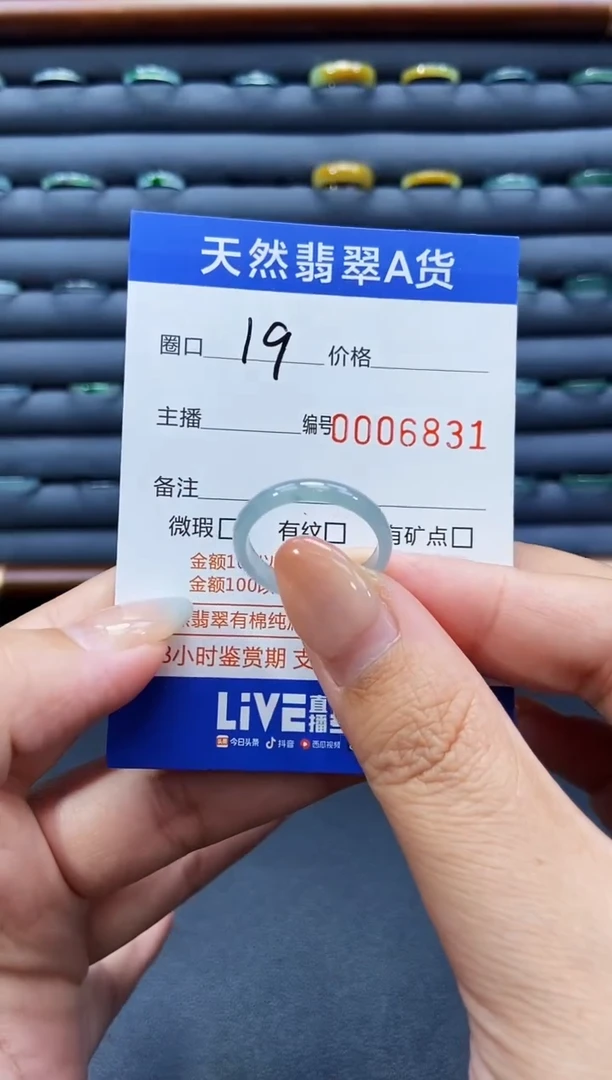 天然翡翠A货
圈口 19 价格
主播 编号0006831
备注
微瑕 有纹 有矿点
金额1
金额100以
翡翠有棉纯
小时鉴赏期 支
LiVE直播
今日头条 抖音 西瓜视频